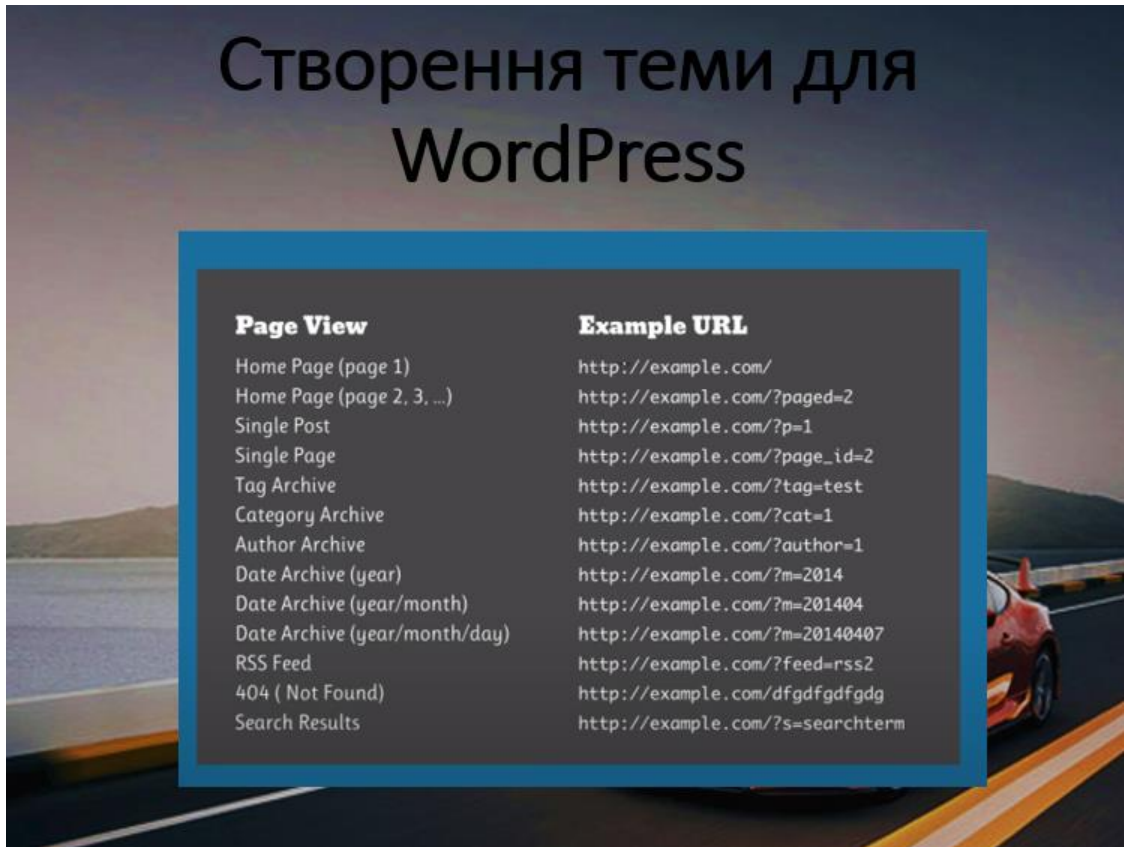 Створення теми для
WordPress
Page View Example URL
Home Page (page 1) http://example.com/
Home Page (page 2, 3, ...) http://example.com/?paged=2
Single Post http://example.com/?p=1
Single Page http://example.com/?page_id=2
Tag Archive http://example.com/?tag=test
Category Archive http://example.com/?cat=1
Author Archive http://example.com/?author=1
Date Archive (year) http://example.com/?m=2014
Date Archive (year/month) http://example.com/?m=201404
Date Archive (year/month/day) http://example.com/?m=20140407
RSS Feed http://example.com/?feed=rss2
404 ( Not Found) http://example.com/dfgdfgdfgdg
Search Results http://example.com/?s=searchterm